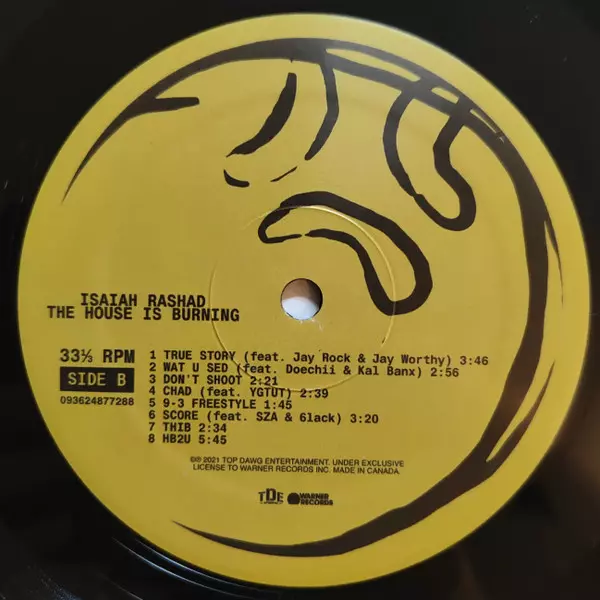 ISAIAH RASHAD
THE HOUSE IS BURNING
33⅓ RPM
SIDE B
093624877288
1 TRUE STORY (feat. Jay Rock & Jay Worthy) 3:46
2 WAT U SED (feat. Doechii & Kal Banx) 2:56
3 DON'T SHOOT 2:21
4 CHAD (feat. YGTUT) 2:39
5 9-3 FREESTYLE 1:45
6 SCORE (feat. SZA & 6lack) 3:20
7 THIB 2:34
8 HB2U 5:45
©℗ 2021 TOP DAWG ENTERTAINMENT. UNDER EXCLUSIVE
LICENSE TO WARNER RECORDS INC. MADE IN CANADA.
TDE
WARNER
RECORDS